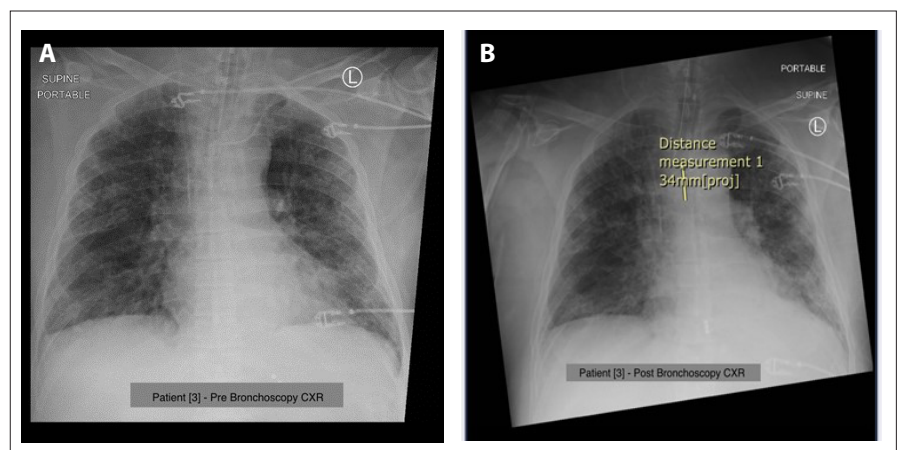 A
SUPINE
PORTABLE
L
Patient [3] - Pre Bronchoscopy CXR
B
PORTABLE
SUPINE
L
Distance
measurement 1
34mm[proj]
Patient [3] - Post Bronchoscopy CXR